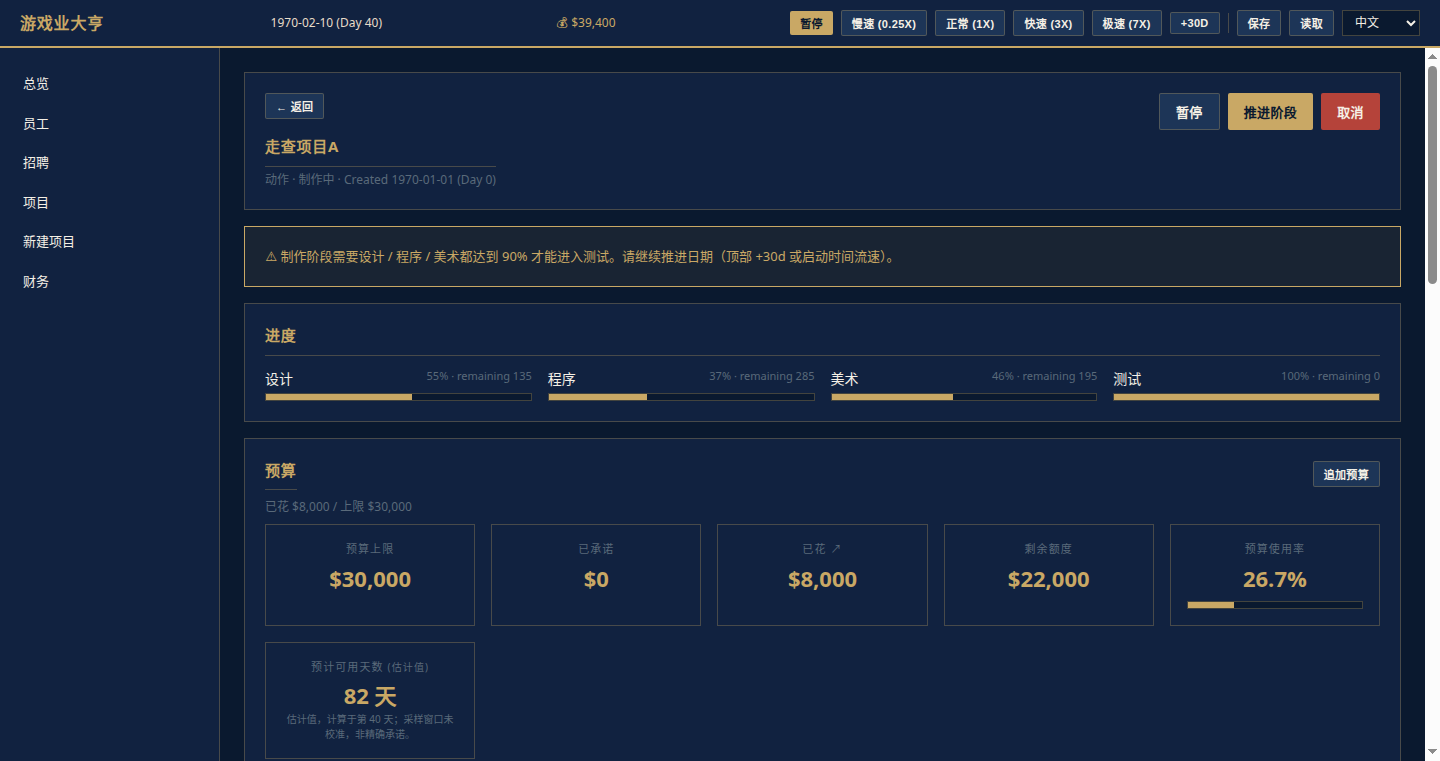 游戏业大亨
1970-02-10 (Day 40)
💰 $39,400
暂停
慢速 (0.25X)
正常 (1X)
快速 (3X)
极速 (7X)
+30D
保存
读取
中文
总览
员工
招聘
项目
新建项目
财务
← 返回
暂停
推进阶段
取消
走查项目A
动作 · 制作中 · Created 1970-01-01 (Day 0)
⚠ 制作阶段需要设计 / 程序 / 美术都达到 90% 才能进入测试。请继续推进日期（顶部 +30d 或启动时间流速）。
进度
设计
55% · remaining 135
程序
37% · remaining 285
美术
46% · remaining 195
测试
100% · remaining 0
预算
追加预算
已花 $8,000 / 上限 $30,000
预算上限
$30,000
已承诺
$0
已花 ↗
$8,000
剩余额度
$22,000
预算使用率
26.7%
预计可用天数 (估计值)
82 天
估计值，计算于第 40 天；采样窗口未
校准，非精确承诺。